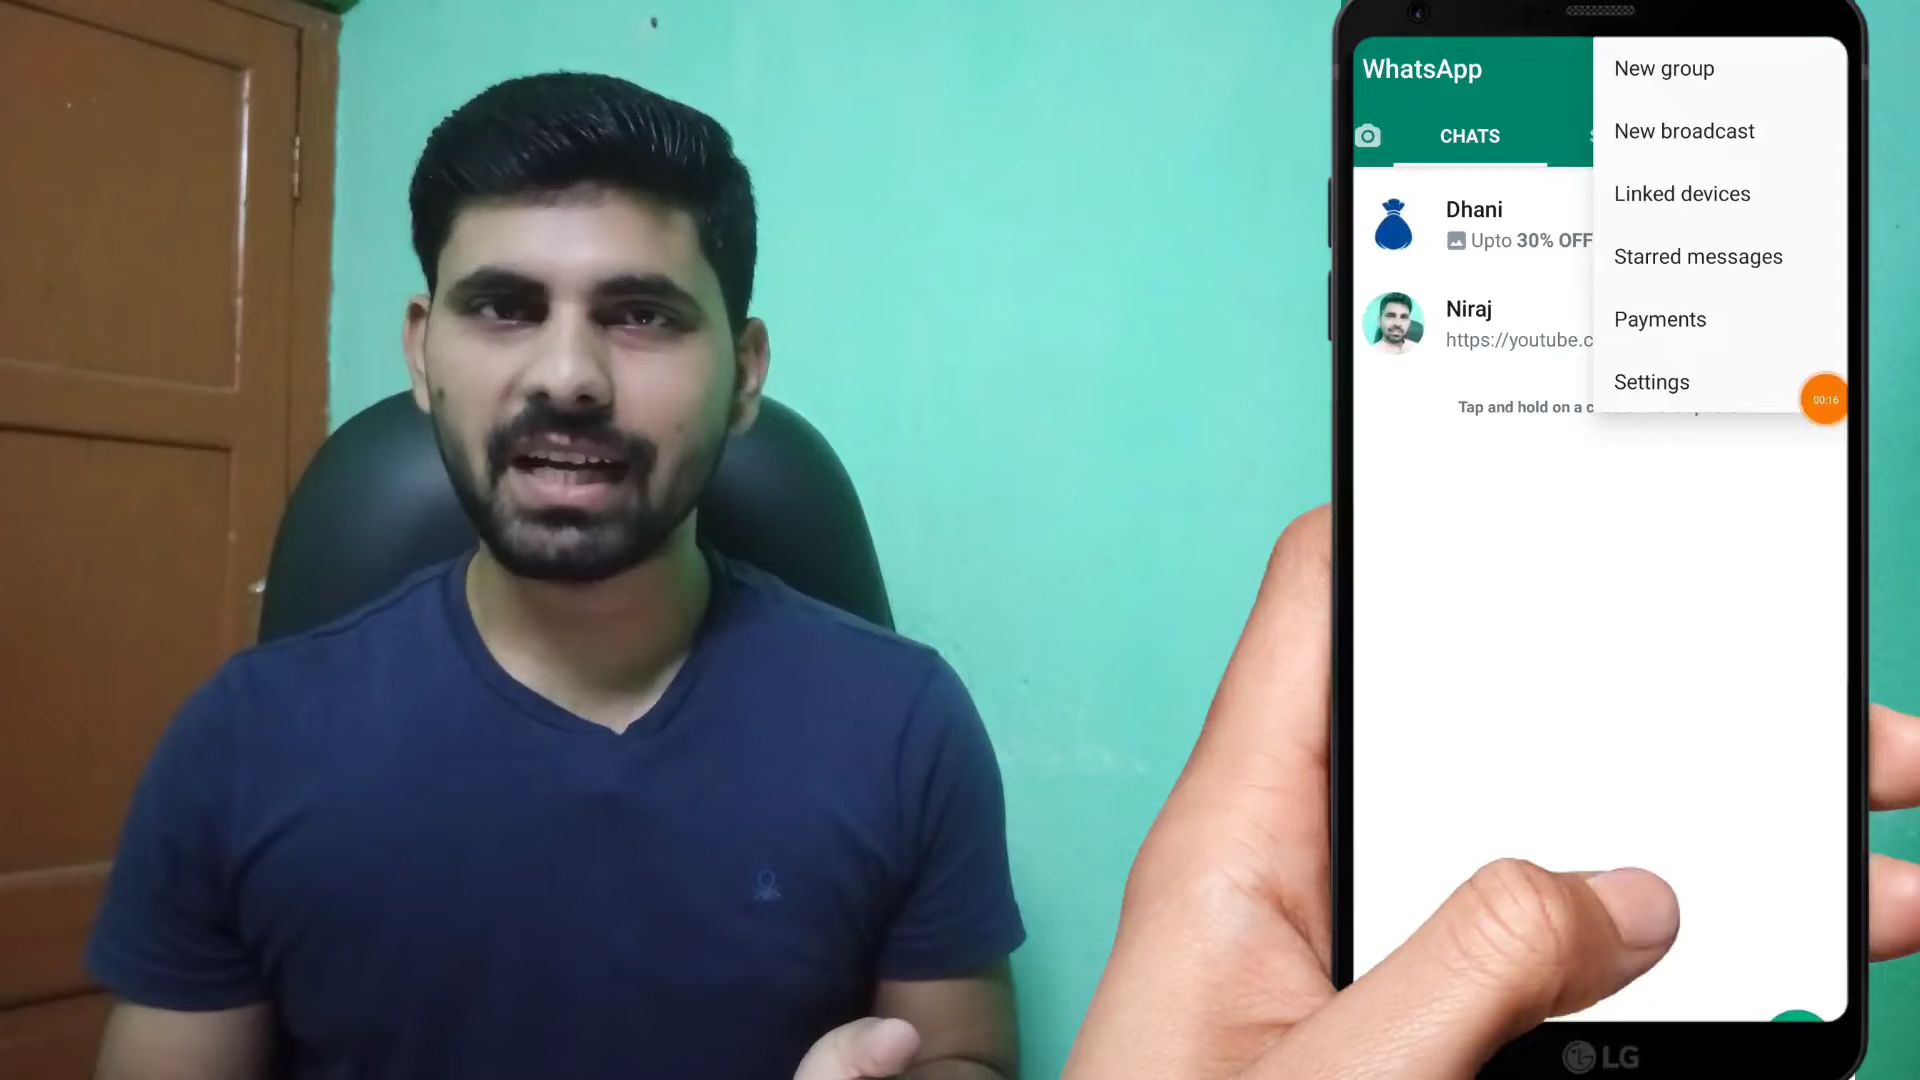 WhatsApp
CHATS
Dhani
Upto 30% OFF
Niraj
https://youtube.c
Tap and hold on a c
New group
New broadcast
Linked devices
Starred messages
Payments
Settings
00:16
LG